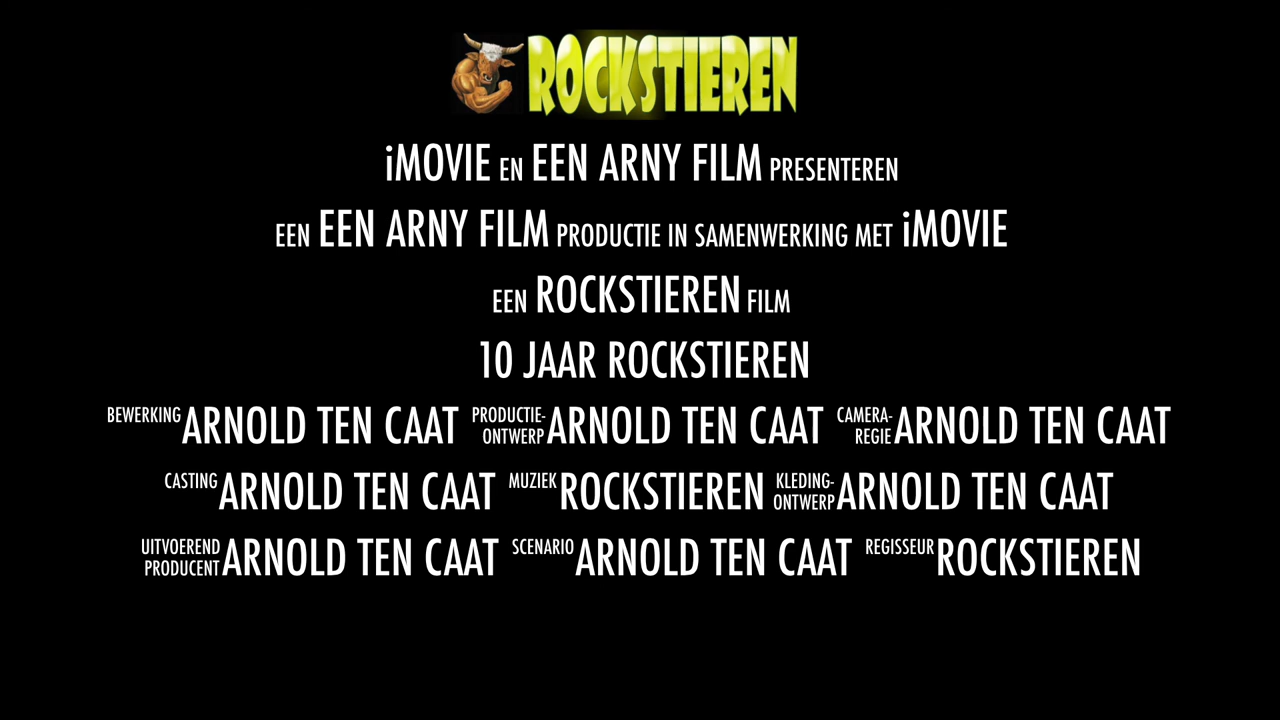 ROCKSTIEREN
iMOVIE EN EEN ARNY FILM PRESENTEREN
EEN EEN ARNY FILM PRODUCTIE IN SAMENWERKING MET iMOVIE
EEN ROCKSTIEREN FILM
10 JAAR ROCKSTIEREN
BEWERKING ARNOLD TEN CAAT PRODUCTIE-ONTWERP ARNOLD TEN CAAT CAMERA-REGIE ARNOLD TEN CAAT
CASTING ARNOLD TEN CAAT MUZIEK ROCKSTIEREN KLEDING-ONTWERP ARNOLD TEN CAAT
UITVOEREND PRODUCENT ARNOLD TEN CAAT SCENARIO ARNOLD TEN CAAT REGISSEUR ROCKSTIEREN